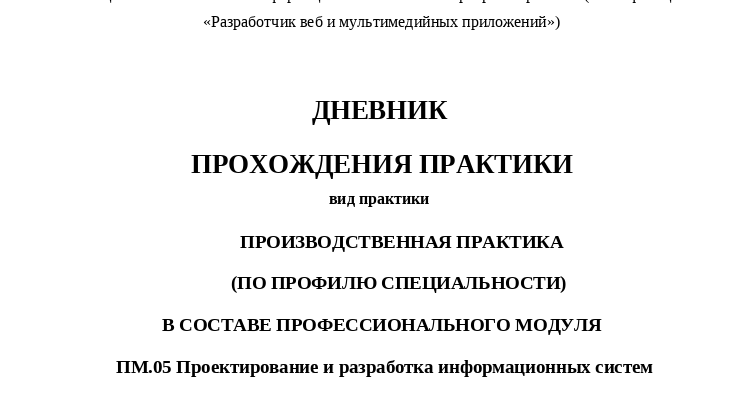 «Разработчик веб и мультимедийных приложений»)
ДНЕВНИК
ПРОХОЖДЕНИЯ ПРАКТИКИ
вид практики
ПРОИЗВОДСТВЕННАЯ ПРАКТИКА
(ПО ПРОФИЛЮ СПЕЦИАЛЬНОСТИ)
В СОСТАВЕ ПРОФЕССИОНАЛЬНОГО МОДУЛЯ
ПМ.05 Проектирование и разработка информационных систем